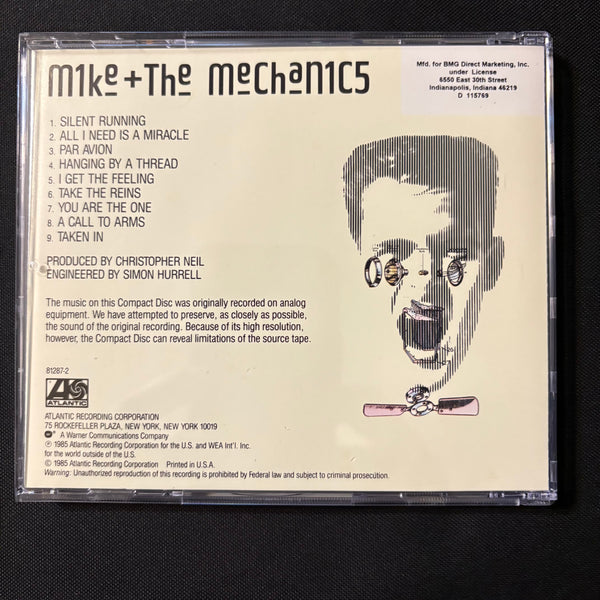 M1ke + The Mechan1c5
Mfd. for BMG Direct Marketing, Inc.
under License
6550 East 30th Street
Indianapolis, Indiana 46219
D 115769
1. SILENT RUNNING
2. ALL I NEED IS A MIRACLE
3. PAR AVION
4. HANGING BY A THREAD
5. I GET THE FEELING
6. TAKE THE REINS
7. YOU ARE THE ONE
8. A CALL TO ARMS
9. TAKEN IN
PRODUCED BY CHRISTOPHER NEIL
ENGINEERED BY SIMON HURRELL
The music on this Compact Disc was originally recorded on analog
equipment. We have attempted to preserve, as closely as possible,
the sound of the original recording. Because of its high resolution,
however, the Compact Disc can reveal limitations of the source tape.
81287-2
ATLANTIC
ATLANTIC RECORDING CORPORATION
75 ROCKEFELLER PLAZA, NEW YORK, NEW YORK 10019
A Warner Communications Company
℗ 1985 Atlantic Recording Corporation for the U.S. and WEA Int'l. Inc.
for the world outside of the U.S.
© 1985 Atlantic Recording Corporation Printed in U.S.A.
Warning: Unauthorized reproduction of this recording is prohibited by Federal law and subject to criminal prosecution.